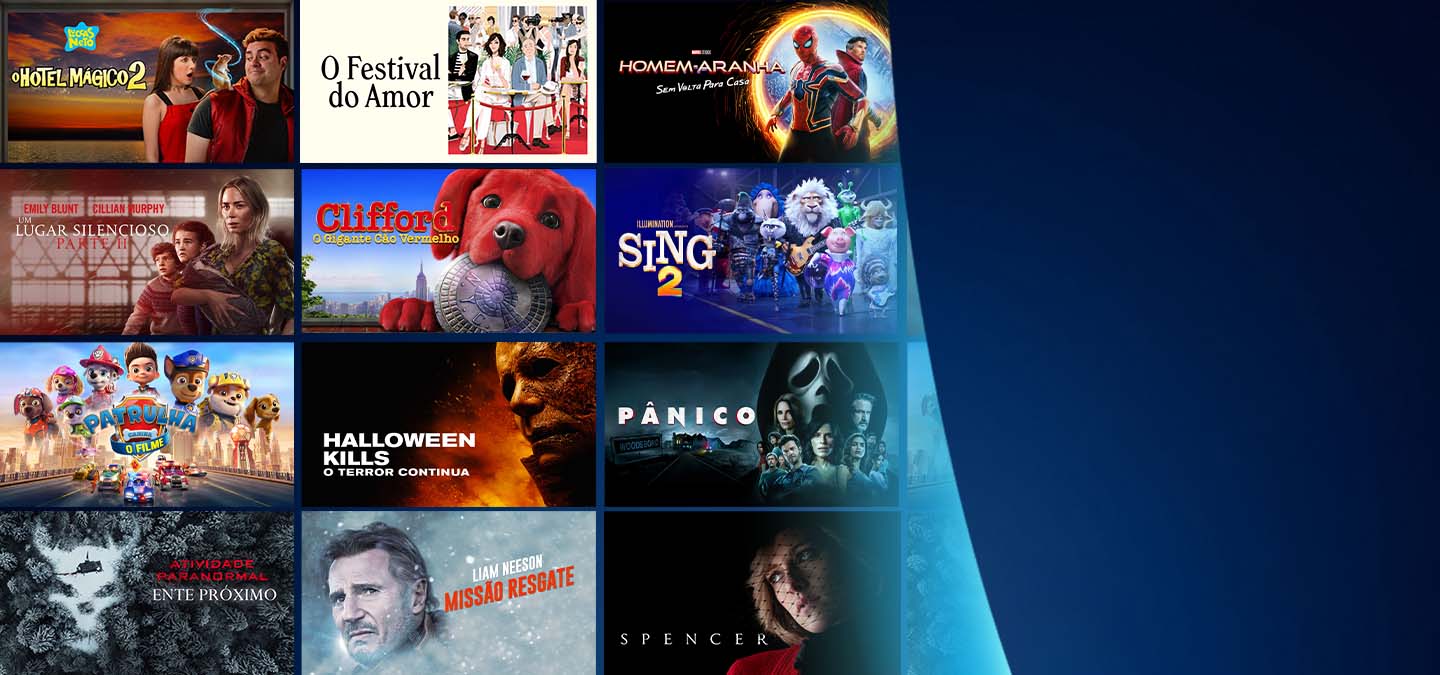 LUCCAS
NETO
O HOTEL MÁGICO 2
O Festival
do Amor
MARVEL STUDIOS
HOMEM-ARANHA
SEM VOLTA PARA CASA
EMILY BLUNT CILLIAN MURPHY
UM
LUGAR SILENCIOSO
PARTE II
Clifford
O Gigante Cão Vermelho
ILLUMINATION
SING
2
PATRULHA
CANINA
O FILME
HALLOWEEN
KILLS
O TERROR CONTINUA
PÂNICO
WOODSBORO
ATIVIDADE
PARANORMAL
ENTE PRÓXIMO
LIAM NEESON
MISSÃO RESGATE
SPENCER